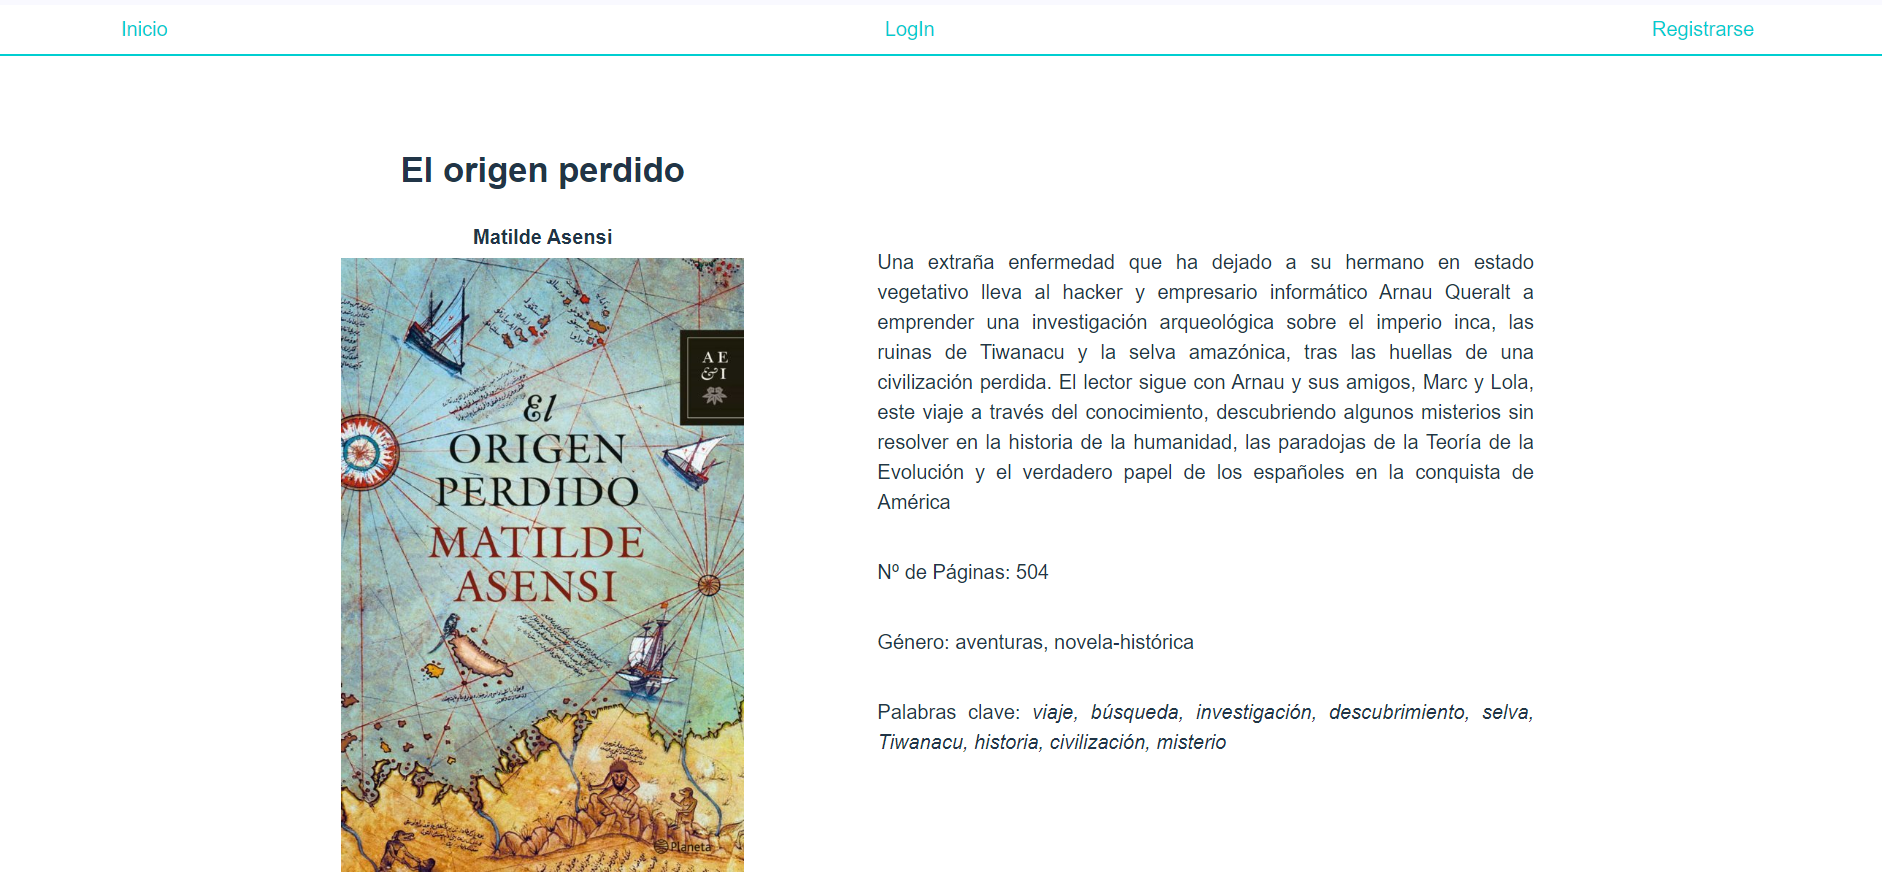 Inicio
LogIn
Registrarse
El origen perdido
Matilde Asensi
A E
& I
El
ORIGEN
PERDIDO
MATILDE
ASENSI
Planeta
Una extraña enfermedad que ha dejado a su hermano en estado
vegetativo lleva al hacker y empresario informático Arnau Queralt a
emprender una investigación arqueológica sobre el imperio inca, las
ruinas de Tiwanacu y la selva amazónica, tras las huellas de una
civilización perdida. El lector sigue con Arnau y sus amigos, Marc y Lola,
este viaje a través del conocimiento, descubriendo algunos misterios sin
resolver en la historia de la humanidad, las paradojas de la Teoría de la
Evolución y el verdadero papel de los españoles en la conquista de
América
Nº de Páginas: 504
Género: aventuras, novela-histórica
Palabras clave: viaje, búsqueda, investigación, descubrimiento, selva,
Tiwanacu, historia, civilización, misterio